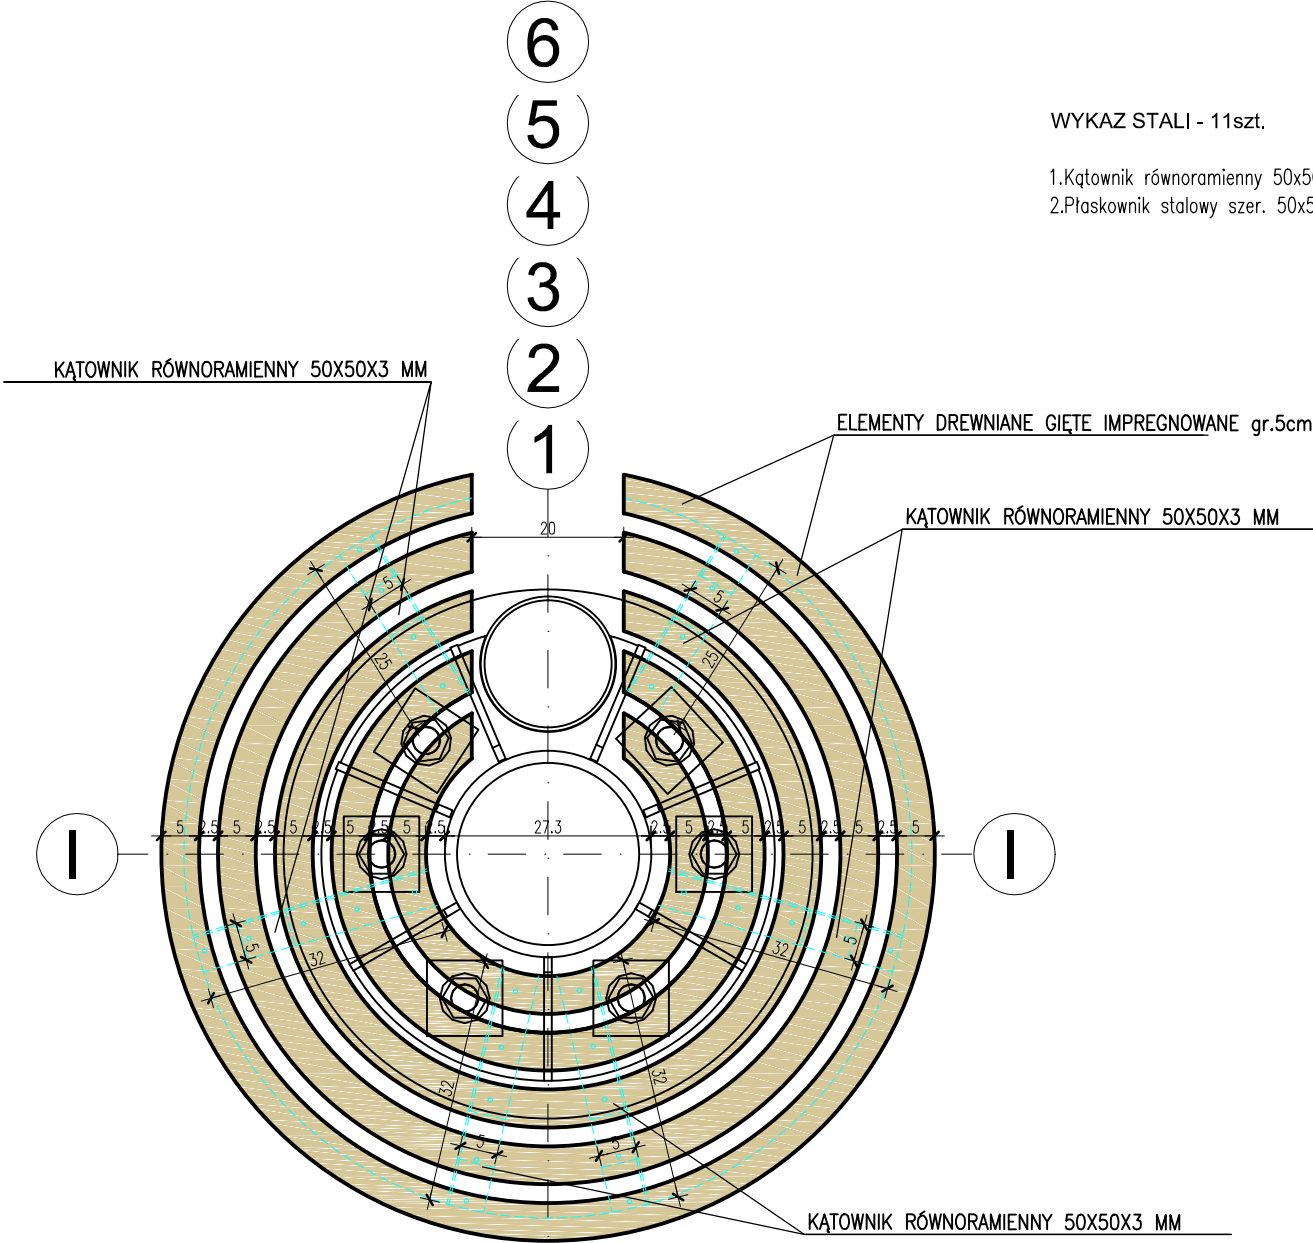 6
5
WYKAZ STALI - 11szt.
1.Kątownik równoramienny 50x5
2.Płaskownik stalowy szer. 50x5
4
3
2
KĄTOWNIK RÓWNORAMIENNY 50X50X3 MM
1
ELEMENTY DREWNIANE GIĘTE IMPREGNOWANE gr.5cm
KĄTOWNIK RÓWNORAMIENNY 50X50X3 MM
20
5
5
25
25
5 2.5 5 2.5 5 2.5 5 2.5 5 2.5 27.3 2.5 5 2.5 5 2.5 5 2.5 5 2.5 5
I
I
5
5
32
32
32
32
5
5
KĄTOWNIK RÓWNORAMIENNY 50X50X3 MM